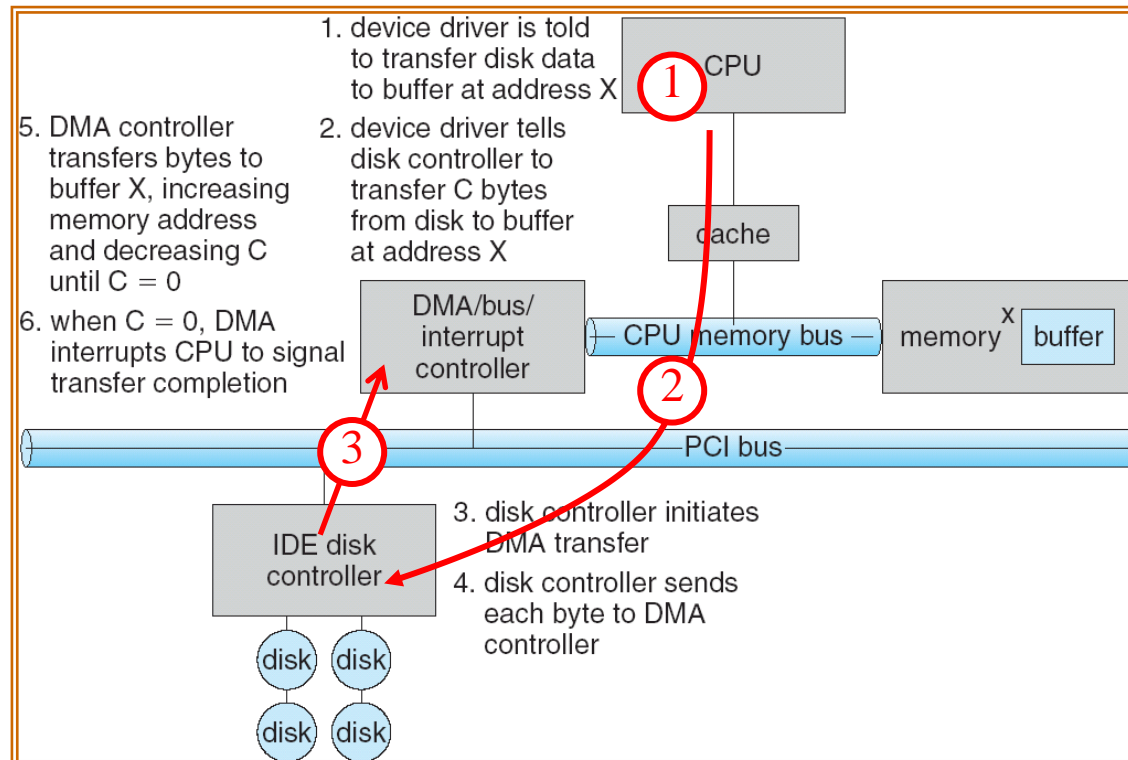 1. device driver is told
to transfer disk data
to buffer at address X
2. device driver tells
disk controller to
transfer C bytes
from disk to buffer
at address X
5. DMA controller
transfers bytes to
buffer X, increasing
memory address
and decreasing C
until C = 0
6. when C = 0, DMA
interrupts CPU to signal
transfer completion
1
CPU
cache
DMA/bus/
interrupt
controller
CPU memory bus
memory
X
buffer
2
3
PCI bus
IDE disk
controller
3. disk controller initiates
DMA transfer
4. disk controller sends
each byte to DMA
controller
disk
disk
disk
disk